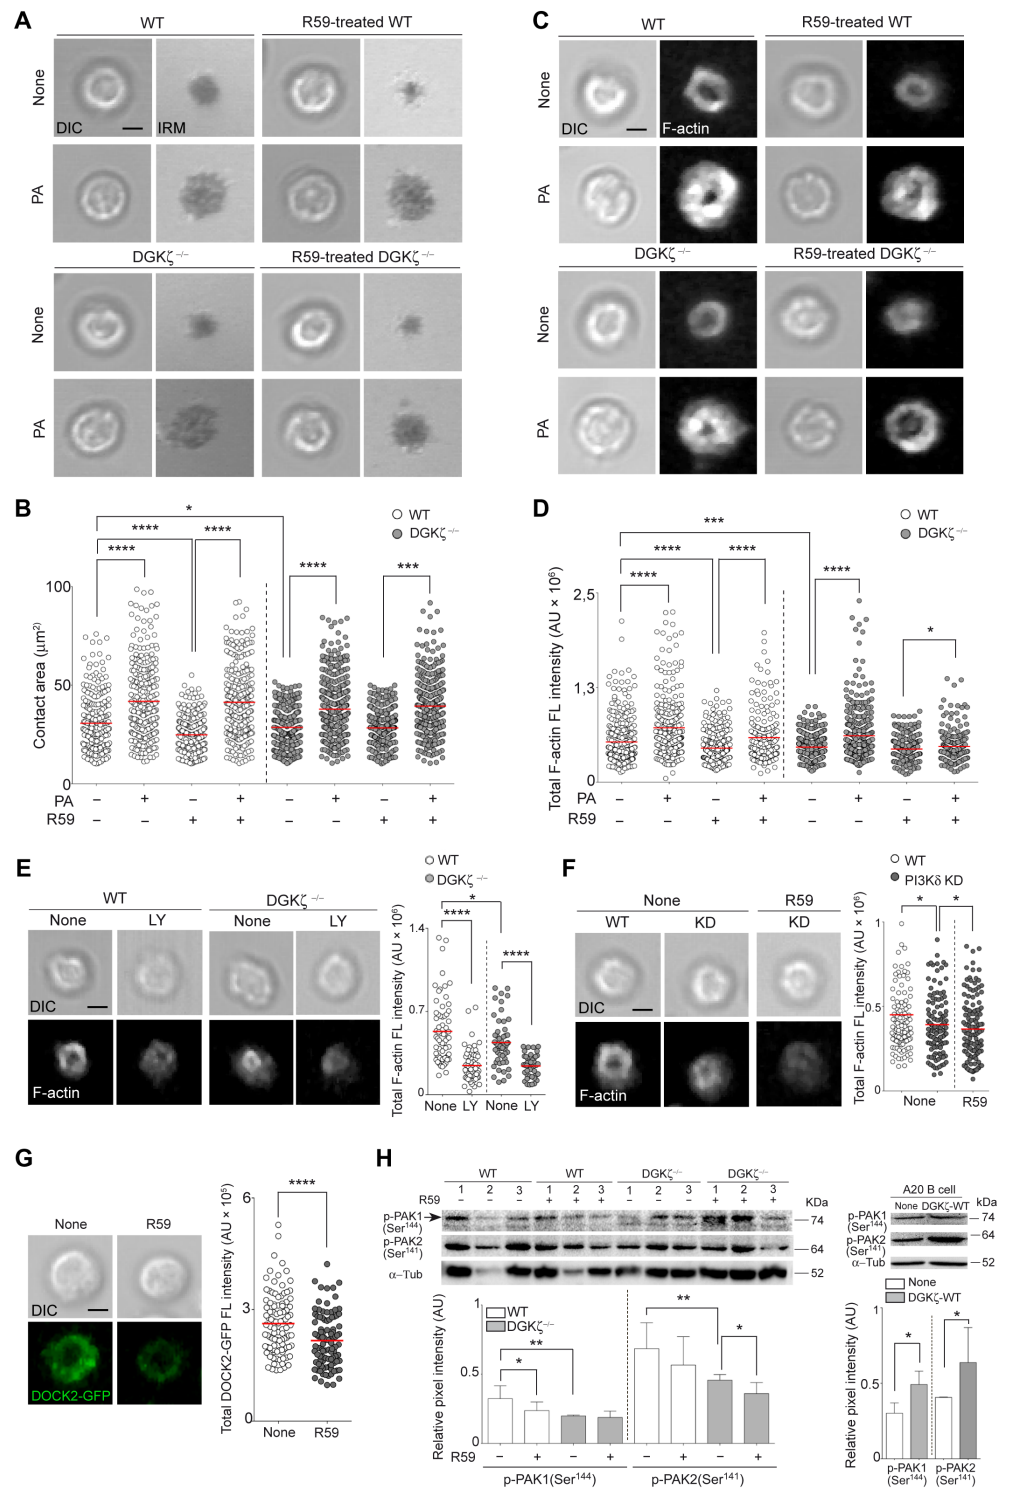 A
WT
R59-treated WT
None
DIC
IRM
PA
DGKζ −/−
R59-treated DGKζ −/−
None
PA
C
WT
R59-treated WT
None
DIC
F-actin
PA
DGKζ −/−
R59-treated DGKζ −/−
None
PA
B
WT
DGKζ −/−
*
**** ****
**** **** ***
Contact area (µm²)
100
50
0
PA − + − + − + − +
R59 − − + + − − + +
D
WT
DGKζ −/−
***
**** ****
**** ****
*
Total F-actin FL intensity (AU × 10⁶)
2,5
1,3
0
PA − + − + − + − +
R59 − − + + − − + +
E
WT
DGKζ −/−
None LY None LY
DIC
F-actin
WT
DGKζ −/−
*
****
****
Total F-actin FL intensity (AU × 10⁶)
1.4
0.7
0
None LY None LY
F
None
R59
WT KD KD
DIC
F-actin
WT
PI3Kδ KD
* *
Total F-actin FL intensity (AU × 10⁶)
1
0.5
0
None R59
G
None R59
DIC
DOCK2-GFP
****
Total DOCK2-GFP FL intensity (AU × 10⁵)
6
3
0
None R59
H
WT WT DGKζ−/− DGKζ−/−
1 2 3 1 2 3 1 2 3 1 2 3
R59 + + + + + +
KDa
p-PAK1
(Ser¹⁴⁴)
74
p-PAK2
(Ser¹⁴¹)
64
α−Tub
52
A20 B cell
None DGKζ-WT
kDa
p-PAK1
(Ser¹⁴⁴)
74
p-PAK2
(Ser¹⁴¹)
64
α−Tub
52
WT
DGKζ−/−
**
*
**
*
Relative pixel intensity (AU)
1
0.5
0
R59 − + − + − + − +
p-PAK1(Ser¹⁴⁴) p-PAK2(Ser¹⁴¹)
None
DGKζ-WT
*
*
Relative pixel intensity (AU)
1
0.5
0
p-PAK1 p-PAK2
(Ser¹⁴⁴) (Ser¹⁴¹)